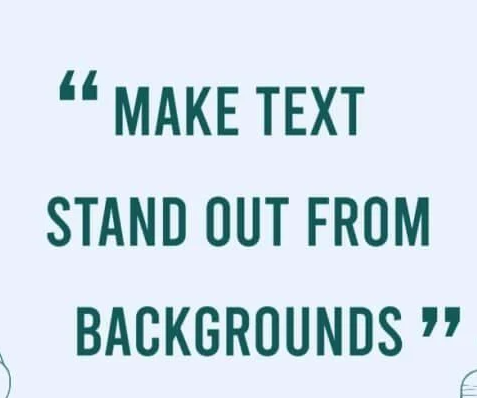 “ MAKE TEXT
STAND OUT FROM
BACKGROUNDS ”